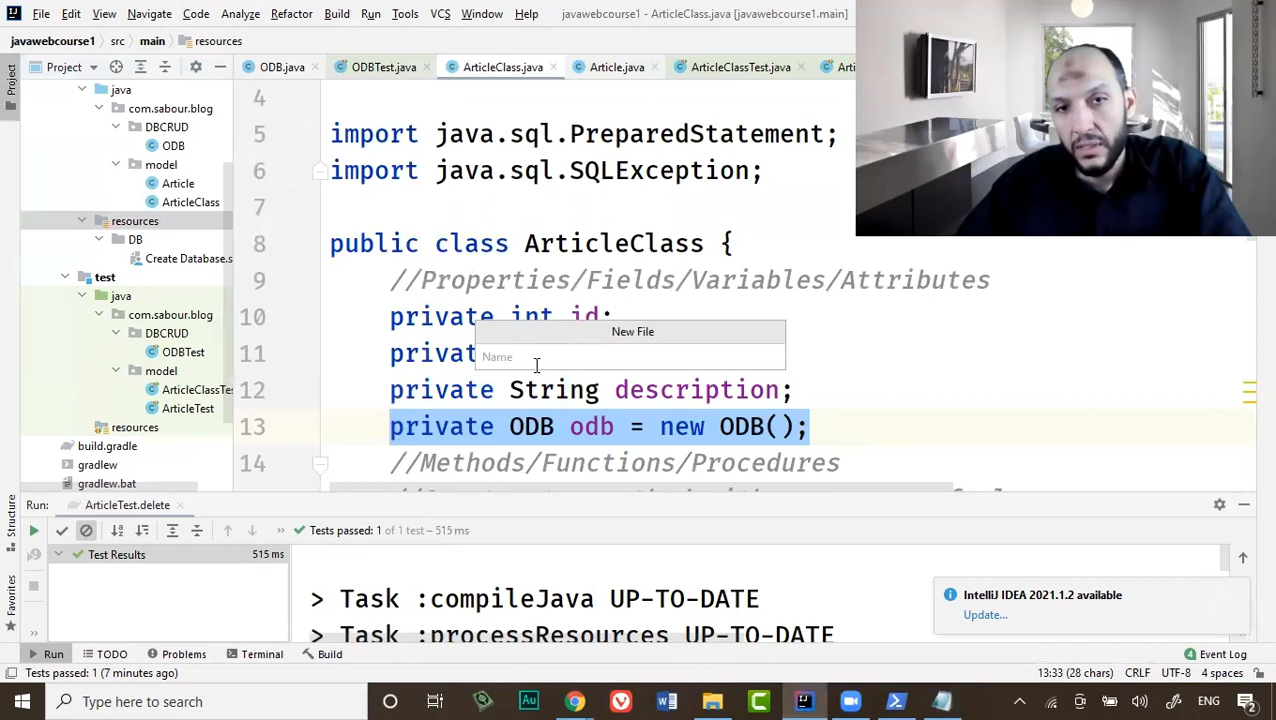 File Edit View Navigate Code Analyze Refactor Build Run Tools VCS Window Help javawebcourse1 - ArticleClass.java [javawebcourse1.main]
javawebcourse1 src main resources
Project
Project ODB.java ODBTest.java ArticleClass.java Article.java ArticleClassTest.java
java
com.sabour.blog
DBCRUD
ODB
model
Article
ArticleClass
resources
DB
Create Database.s
test
java
com.sabour.blog
DBCRUD
ODBTest
model
ArticleClassTes
ArticleTest
resources
build.gradle
gradlew
gradlew.bat
4
5 import java.sql.PreparedStatement;
6 import java.sql.SQLException;
7
8 public class ArticleClass {
9 //Properties/Fields/Variables/Attributes
10 private int id;
New File
11 privat
Name
12 private String description;
13 private ODB odb = new ODB();
14 //Methods/Functions/Procedures
Structure
Favorites
Run: ArticleTest.delete
Tests passed: 1 of 1 test – 515 ms
Test Results 515 ms
> Task :compileJava UP-TO-DATE
> Task :processResources UP-TO-DATE
IntelliJ IDEA 2021.1.2 available
Update...
Run TODO Problems Terminal Build 4 Event Log
Tests passed: 1 (7 minutes ago) 13:33 (28 chars) CRLF UTF-8 4 spaces
Type here to search Au W C ENG 2